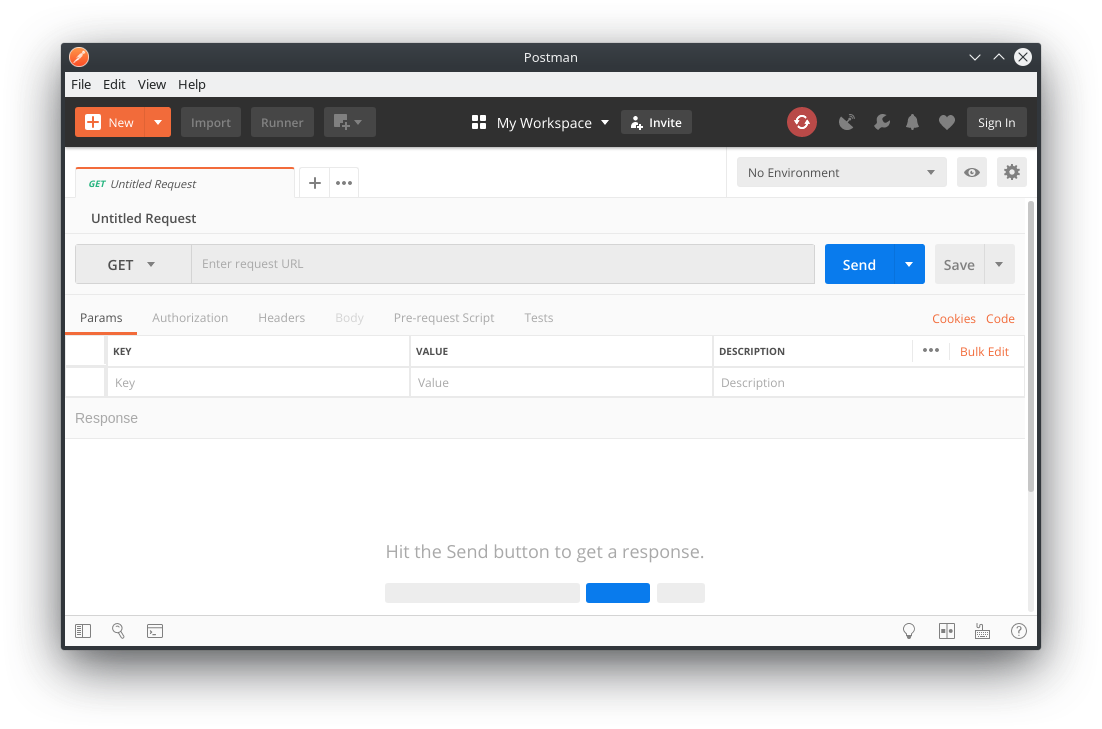 Postman
File Edit View Help
New Import Runner My Workspace Invite Sign In
GET Untitled Request No Environment
Untitled Request
GET Enter request URL Send Save
Params Authorization Headers Body Pre-request Script Tests Cookies Code
KEY VALUE DESCRIPTION Bulk Edit
Key Value Description
Response
Hit the Send button to get a response.